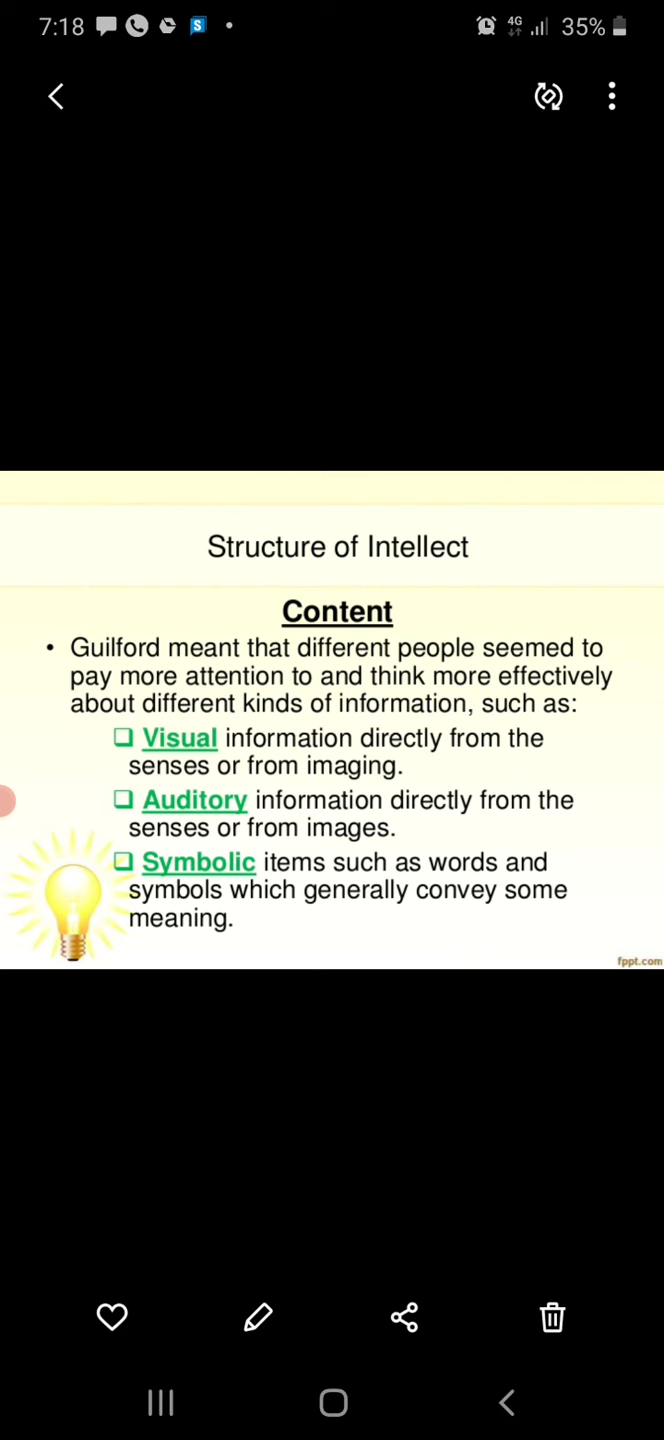 7:18
4G
35%
Structure of Intellect
Content
• Guilford meant that different people seemed to
pay more attention to and think more effectively
about different kinds of information, such as:
❑ Visual information directly from the
senses or from imaging.
❑ Auditory information directly from the
senses or from images.
❑ Symbolic items such as words and
symbols which generally convey some
meaning.
fppt.com